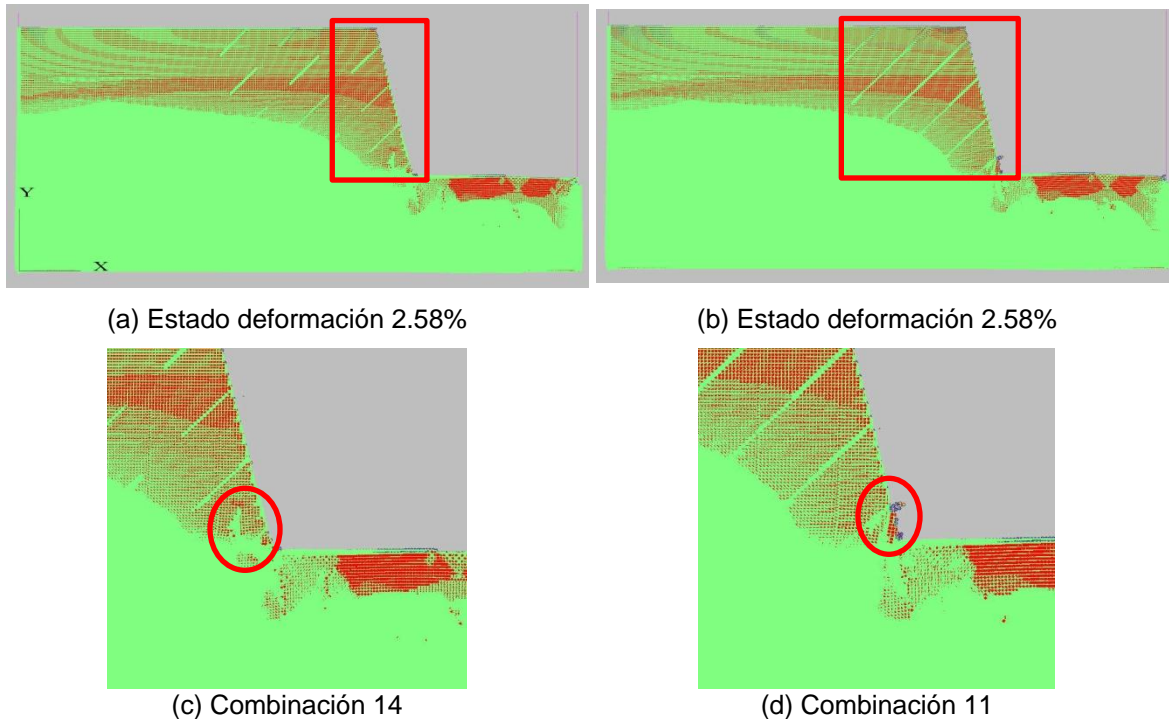 Y
X
(a) Estado deformación 2.58%
(b) Estado deformación 2.58%
(c) Combinación 14
(d) Combinación 11